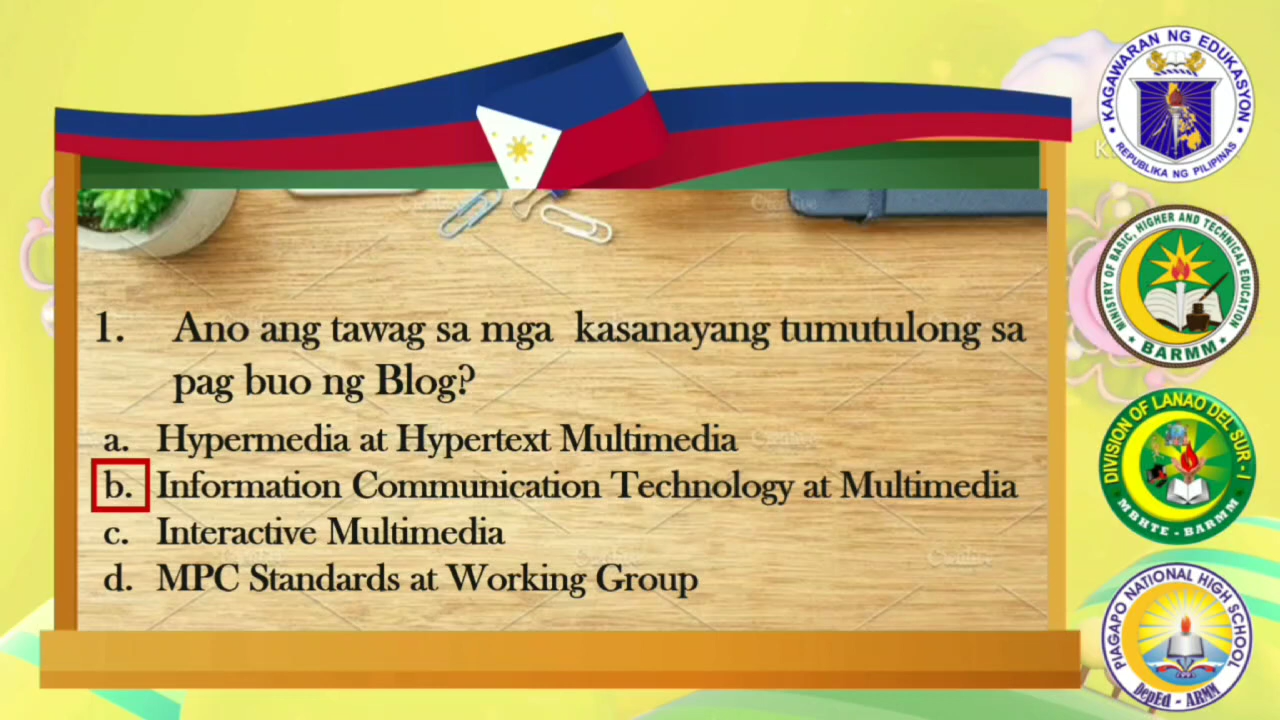 1. Ano ang tawag sa mga kasanayang tumutulong sa
pag buo ng Blog?
a. Hypermedia at Hypertext Multimedia
b. Information Communication Technology at Multimedia
c. Interactive Multimedia
d. MPC Standards at Working Group
KAGAWARAN NG EDUKASYON
REPUBLIKA NG PILIPINAS
MINISTRY OF BASIC, HIGHER AND TECHNICAL EDUCATION
BARMM
DIVISION OF LANAO DEL SUR - I
MBHTE - BARMM
PIAGAPO NATIONAL HIGH SCHOOL
DepEd - ARMM